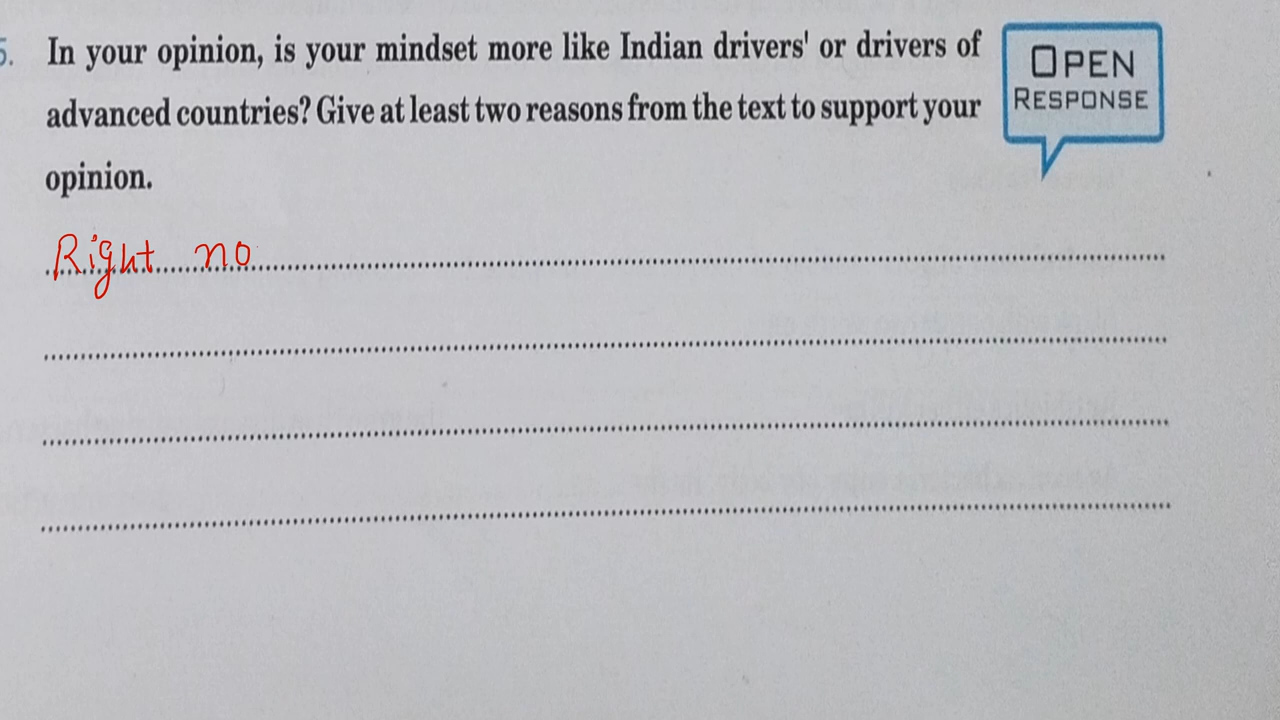 5. In your opinion, is your mindset more like Indian drivers' or drivers of
advanced countries? Give at least two reasons from the text to support your
opinion.
OPEN
RESPONSE
Right no